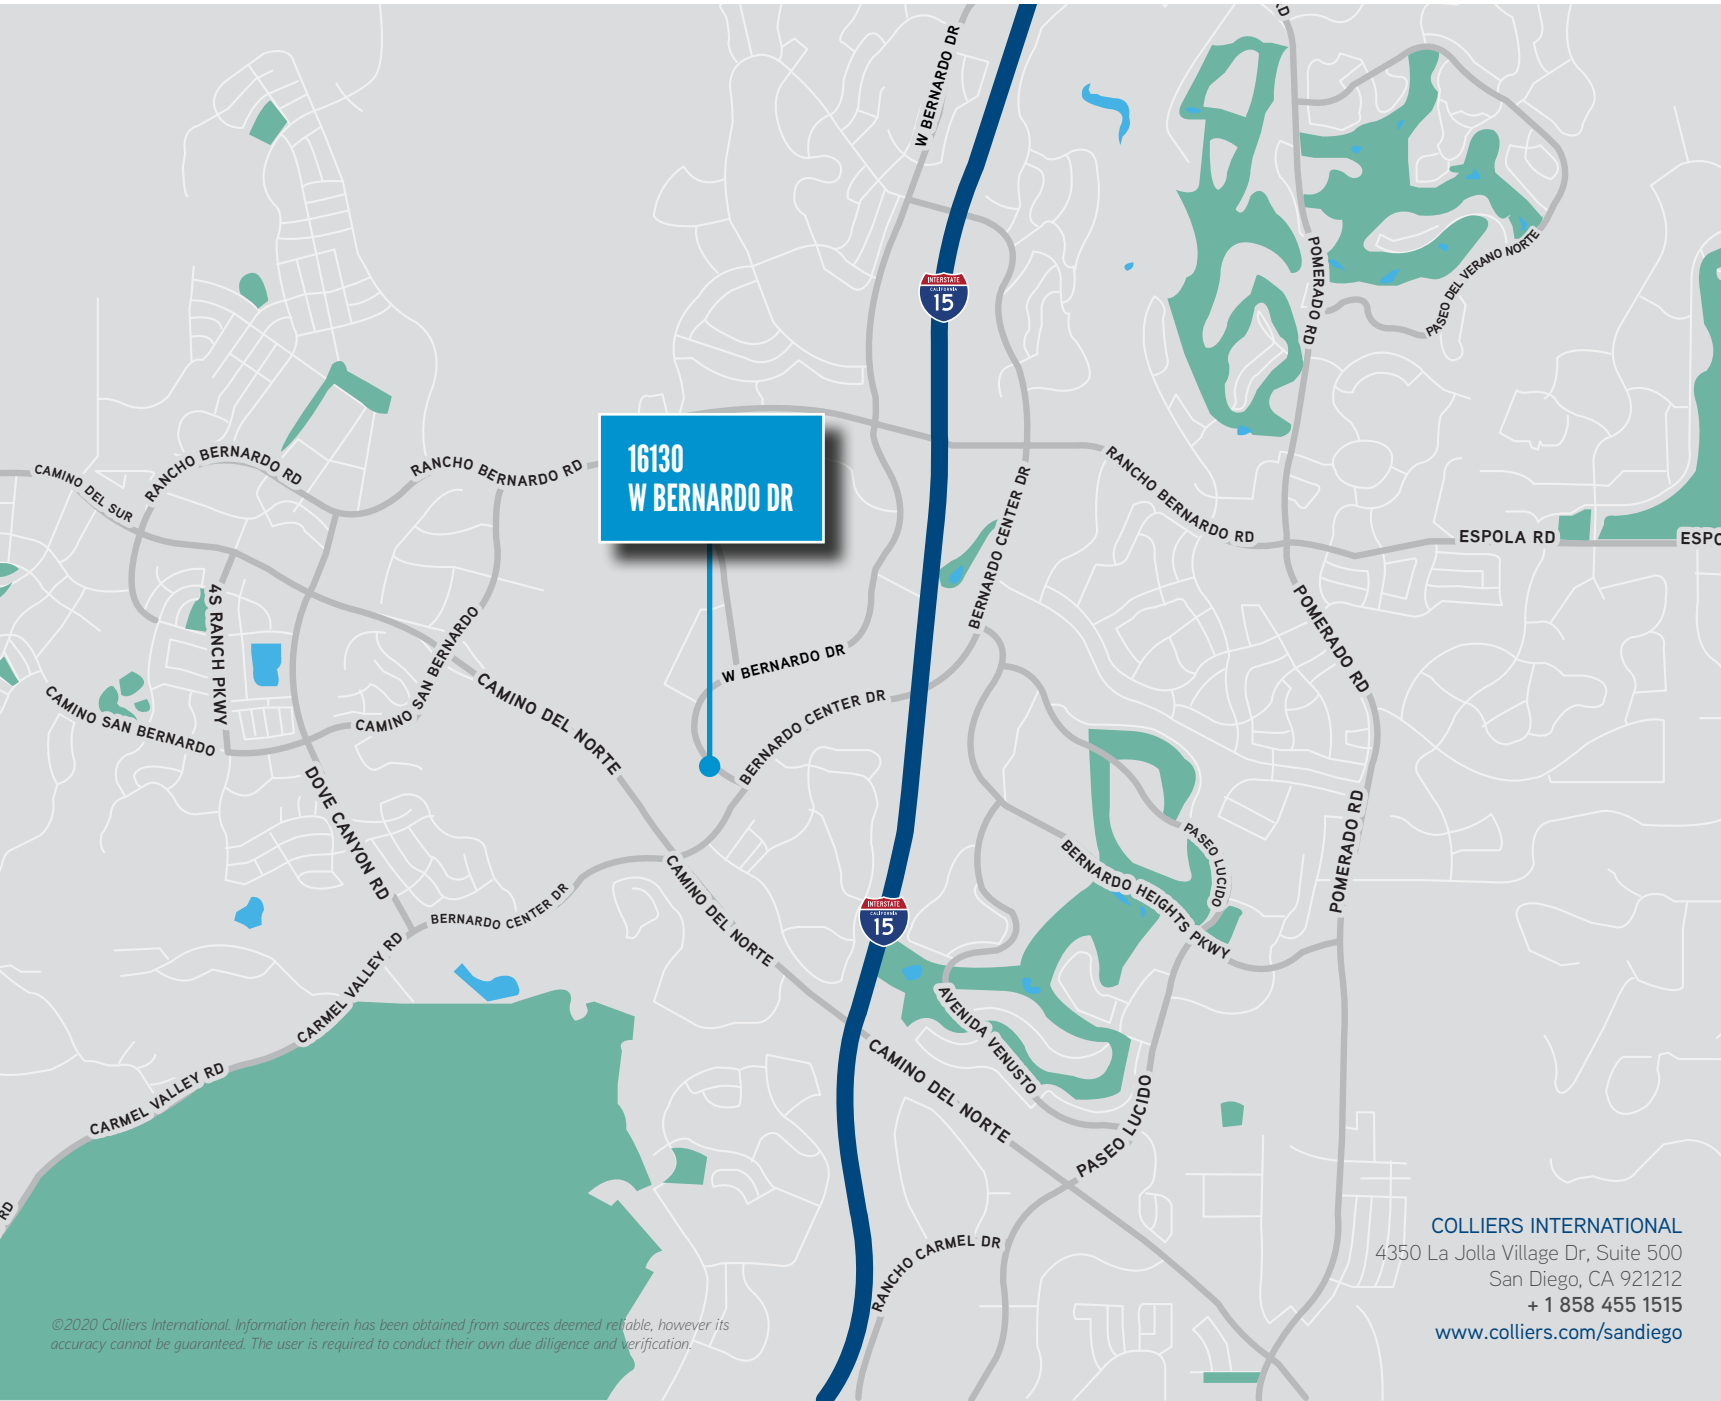 W BERNARDO DR
RD
INTERSTATE
CALIFORNIA
15
POMERADO RD
PASEO DEL VERANO NORTE
CAMINO DEL SUR
RANCHO BERNARDO RD
RANCHO BERNARDO RD
16130
W BERNARDO DR
BERNARDO CENTER DR
RANCHO BERNARDO RD
ESPOLA RD
ESPO
4S RANCH PKWY
CAMINO SAN BERNARDO
CAMINO SAN BERNARDO
CAMINO DEL NORTE
W BERNARDO DR
BERNARDO CENTER DR
POMERADO RD
DOVE CANYON RD
BERNARDO CENTER DR
CAMINO DEL NORTE
PASEO LUCIDO
BERNARDO HEIGHTS PKWY
POMERADO RD
INTERSTATE
CALIFORNIA
15
CARMEL VALLEY RD
CARMEL VALLEY RD
RD
AVENIDA VENUSTO
CAMINO DEL NORTE
PASEO LUCIDO
RANCHO CARMEL DR
COLLIERS INTERNATIONAL
4350 La Jolla Village Dr, Suite 500
San Diego, CA 921212
+ 1 858 455 1515
www.colliers.com/sandiego
©2020 Colliers International. Information herein has been obtained from sources deemed reliable, however its
accuracy cannot be guaranteed. The user is required to conduct their own due diligence and verification.